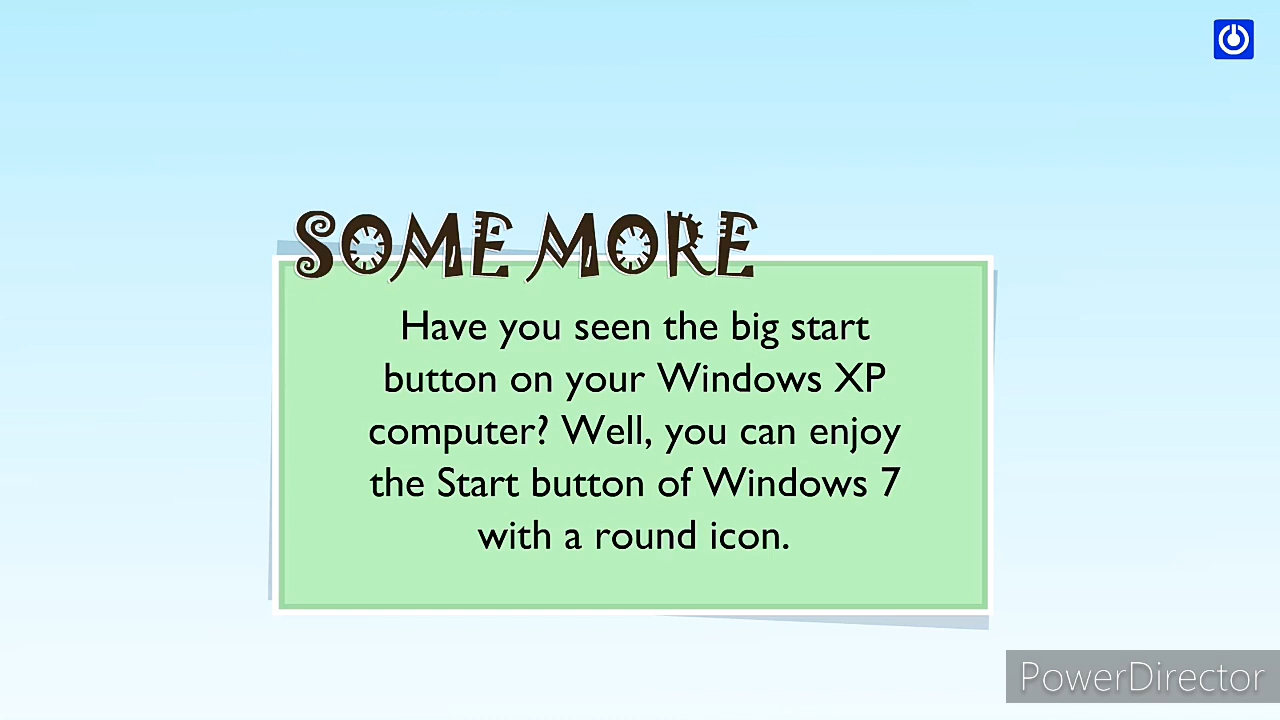 SOME MORE
Have you seen the big start
button on your Windows XP
computer? Well, you can enjoy
the Start button of Windows 7
with a round icon.
PowerDirector